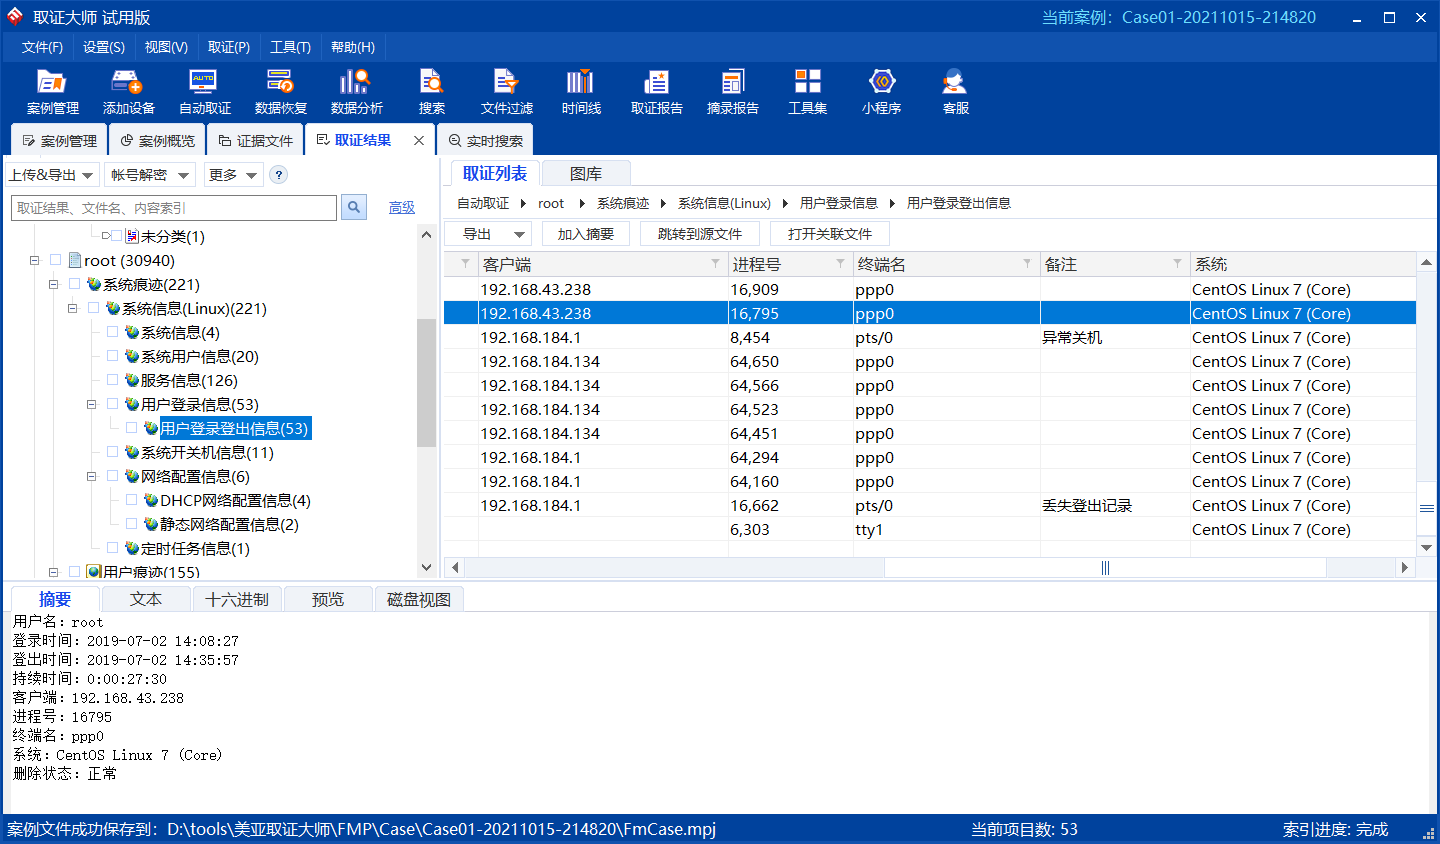 取证大师 试用版
当前案例：Case01-20211015-214820
文件(F) 设置(S) 视图(V) 取证(P) 工具(T) 帮助(H)
AUTO
案例管理 添加设备 自动取证 数据恢复 数据分析 搜索 文件过滤 时间线 取证报告 摘录报告 工具集 小程序 客服
案例管理 案例概览 证据文件 取证结果 实时搜索
上传&导出 帐号解密 更多 ?
取证结果、文件名、内容索引 高级
未分类(1)
root (30940)
系统痕迹(221)
系统信息(Linux)(221)
系统信息(4)
系统用户信息(20)
服务信息(126)
用户登录信息(53)
用户登录登出信息(53)
系统开关机信息(11)
网络配置信息(6)
DHCP网络配置信息(4)
静态网络配置信息(2)
定时任务信息(1)
用户痕迹(155)
取证列表 图库
自动取证 root 系统痕迹 系统信息(Linux) 用户登录信息 用户登录登出信息
导出 加入摘要 跳转到源文件 打开关联文件
客户端 进程号 终端名 备注 系统
192.168.43.238 16,909 ppp0 CentOS Linux 7 (Core)
192.168.43.238 16,795 ppp0 CentOS Linux 7 (Core)
192.168.184.1 8,454 pts/0 异常关机 CentOS Linux 7 (Core)
192.168.184.134 64,650 ppp0 CentOS Linux 7 (Core)
192.168.184.134 64,566 ppp0 CentOS Linux 7 (Core)
192.168.184.134 64,523 ppp0 CentOS Linux 7 (Core)
192.168.184.134 64,451 ppp0 CentOS Linux 7 (Core)
192.168.184.1 64,294 ppp0 CentOS Linux 7 (Core)
192.168.184.1 64,160 ppp0 CentOS Linux 7 (Core)
192.168.184.1 16,662 pts/0 丢失登出记录 CentOS Linux 7 (Core)
6,303 tty1 CentOS Linux 7 (Core)
摘要 文本 十六进制 预览 磁盘视图
用户名：root
登录时间：2019-07-02 14:08:27
登出时间：2019-07-02 14:35:57
持续时间：0:00:27:30
客户端：192.168.43.238
进程号：16795
终端名：ppp0
系统：CentOS Linux 7 (Core)
删除状态：正常
案例文件成功保存到：D:\tools\美亚取证大师\FMP\Case\Case01-20211015-214820\FmCase.mpj
当前项目数: 53
索引进度: 完成